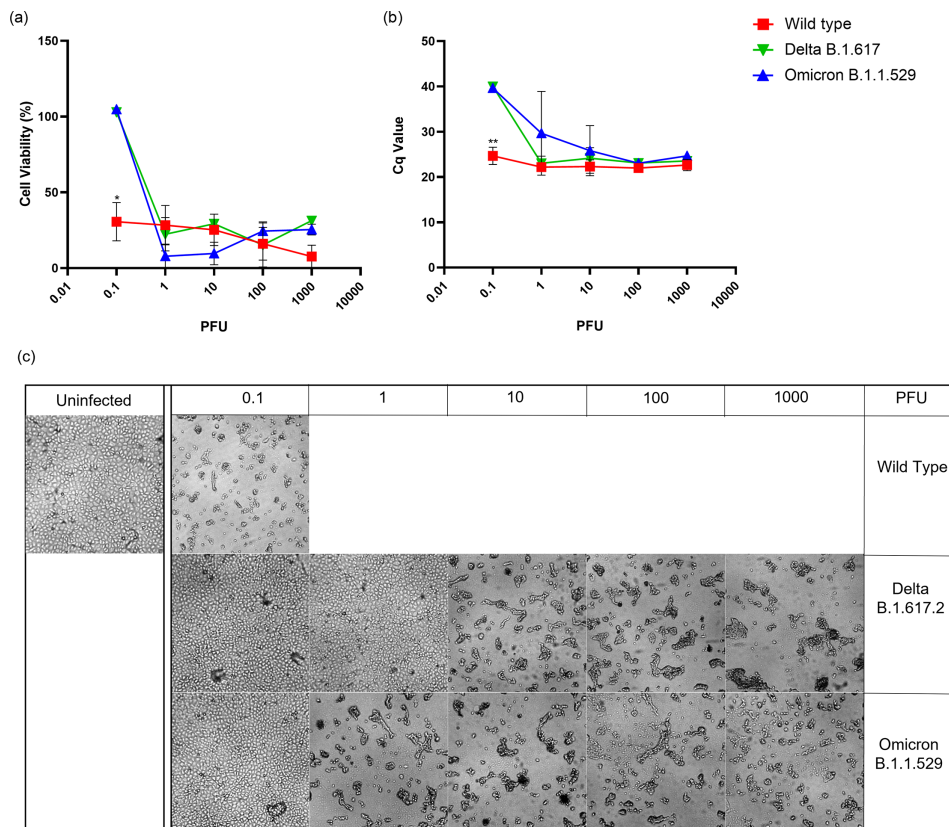 (a)
150
100
50
0
Cell Viability (%)
*
0.01
0.1
1
10
100
1000
10000
PFU
(b)
50
40
30
20
10
0
Cq Value
**
0.01
0.1
1
10
100
1000
10000
PFU
Wild type
Delta B.1.617
Omicron B.1.1.529
(c)
Uninfected 0.1 1 10 100 1000 PFU
Wild Type
Delta
B.1.617.2
Omicron
B.1.1.529